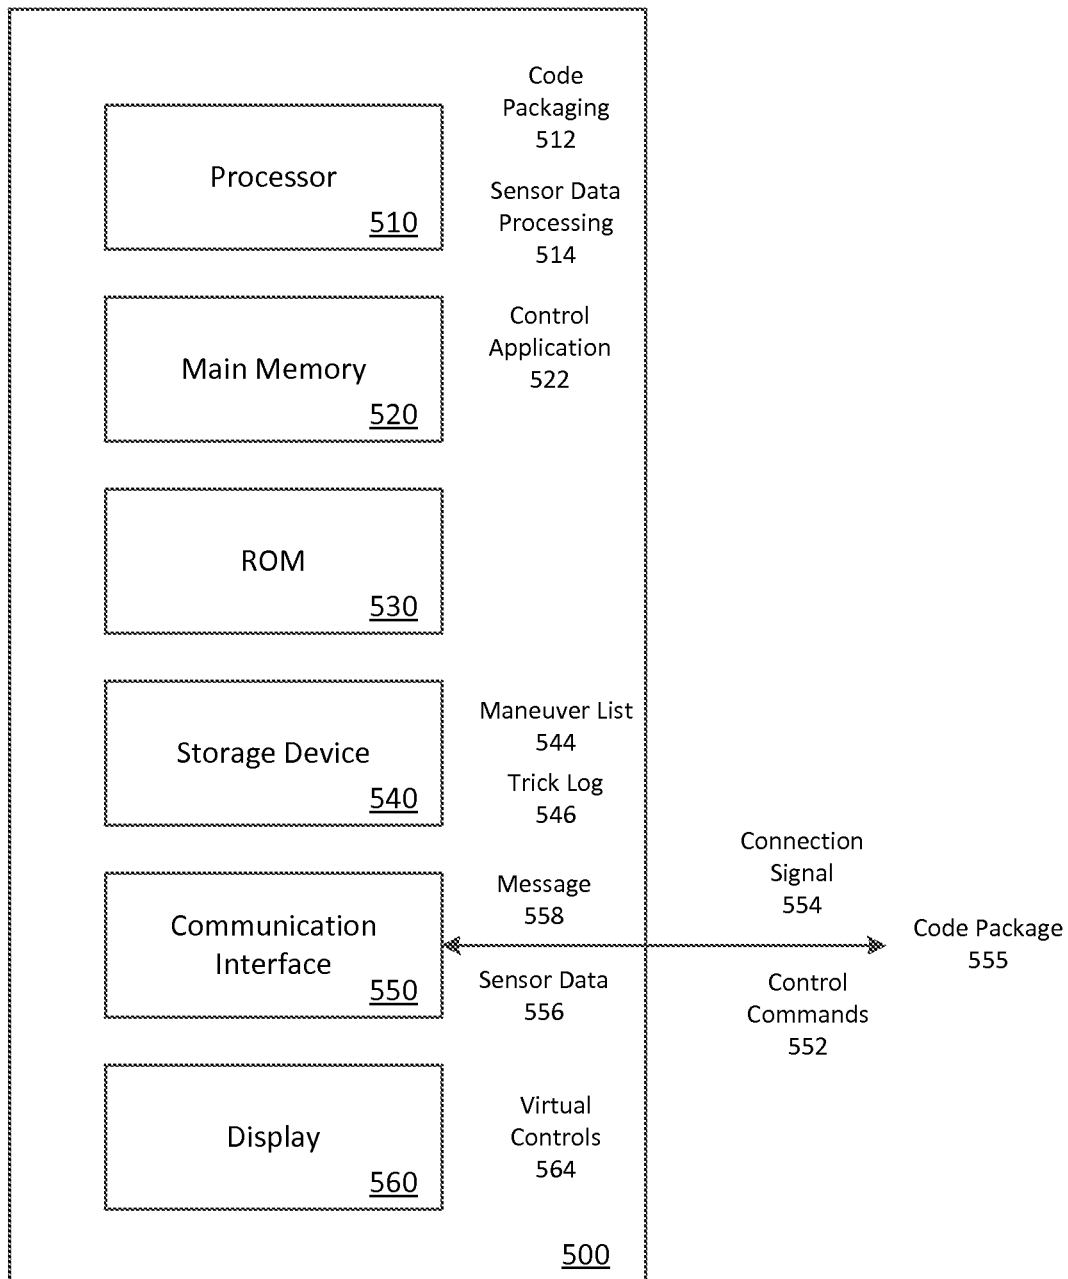 Code
Packaging
512
Processor
510
Sensor Data
Processing
514
Main Memory
520
Control
Application
522
ROM
530
Storage Device
540
Maneuver List
544
Trick Log
546
Communication
Interface
550
Message
558
Sensor Data
556
Connection
Signal
554
Control
Commands
552
Code Package
555
Display
560
Virtual
Controls
564
500